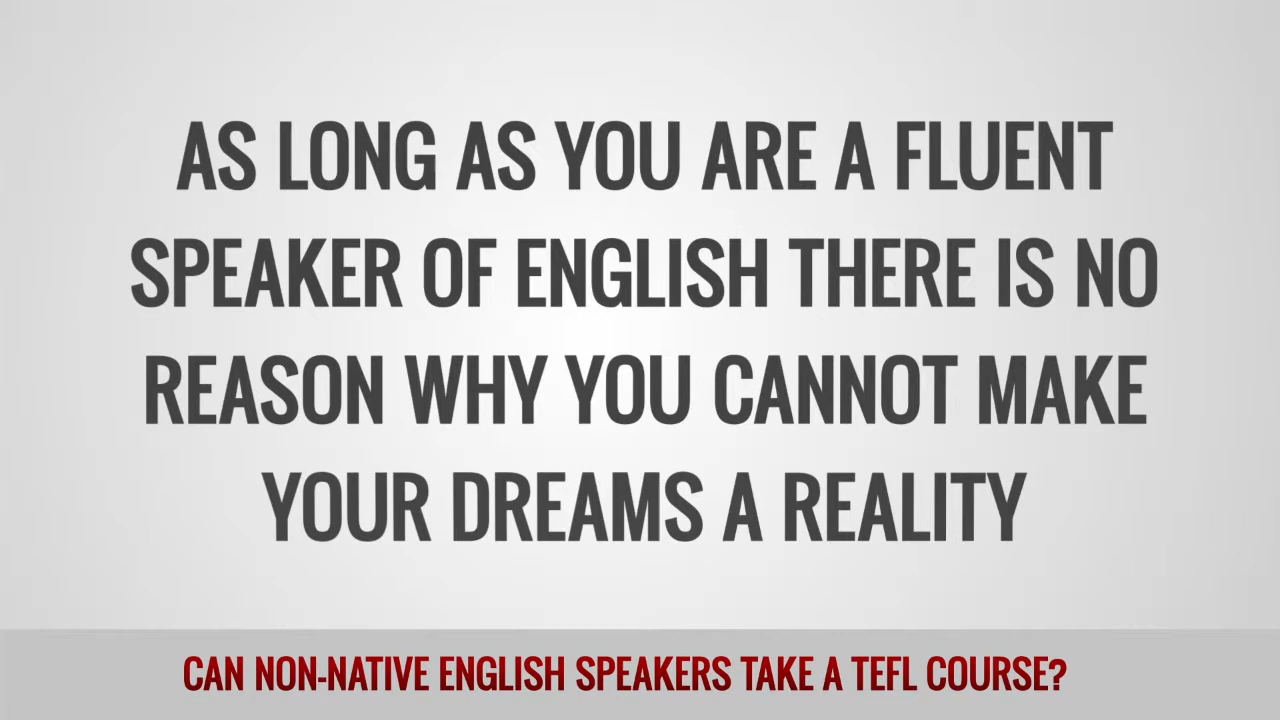 AS LONG AS YOU ARE A FLUENT
SPEAKER OF ENGLISH THERE IS NO
REASON WHY YOU CANNOT MAKE
YOUR DREAMS A REALITY
CAN NON-NATIVE ENGLISH SPEAKERS TAKE A TEFL COURSE?